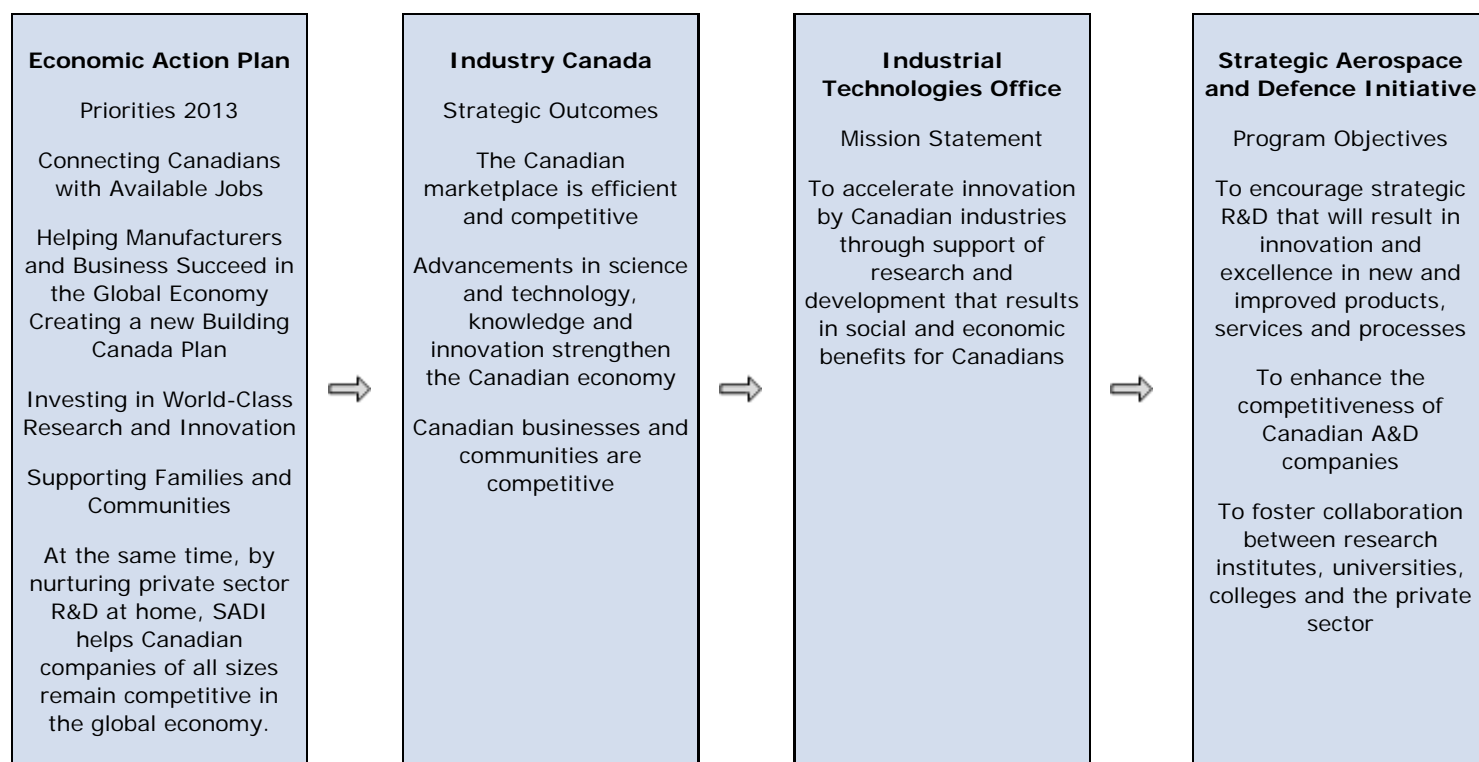 Economic Action Plan
Priorities 2013
Connecting Canadians
with Available Jobs
Helping Manufacturers
and Business Succeed in
the Global Economy
Creating a new Building
Canada Plan
Investing in World-Class
Research and Innovation
Supporting Families and
Communities
At the same time, by
nurturing private sector
R&D at home, SADI
helps Canadian
companies of all sizes
remain competitive in
the global economy.
Industry Canada
Strategic Outcomes
The Canadian
marketplace is efficient
and competitive
Advancements in science
and technology,
knowledge and
innovation strengthen
the Canadian economy
Canadian businesses and
communities are
competitive
Industrial
Technologies Office
Mission Statement
To accelerate innovation
by Canadian industries
through support of
research and
development that results
in social and economic
benefits for Canadians
Strategic Aerospace
and Defence Initiative
Program Objectives
To encourage strategic
R&D that will result in
innovation and
excellence in new and
improved products,
services and processes
To enhance the
competitiveness of
Canadian A&D
companies
To foster collaboration
between research
institutes, universities,
colleges and the private
sector